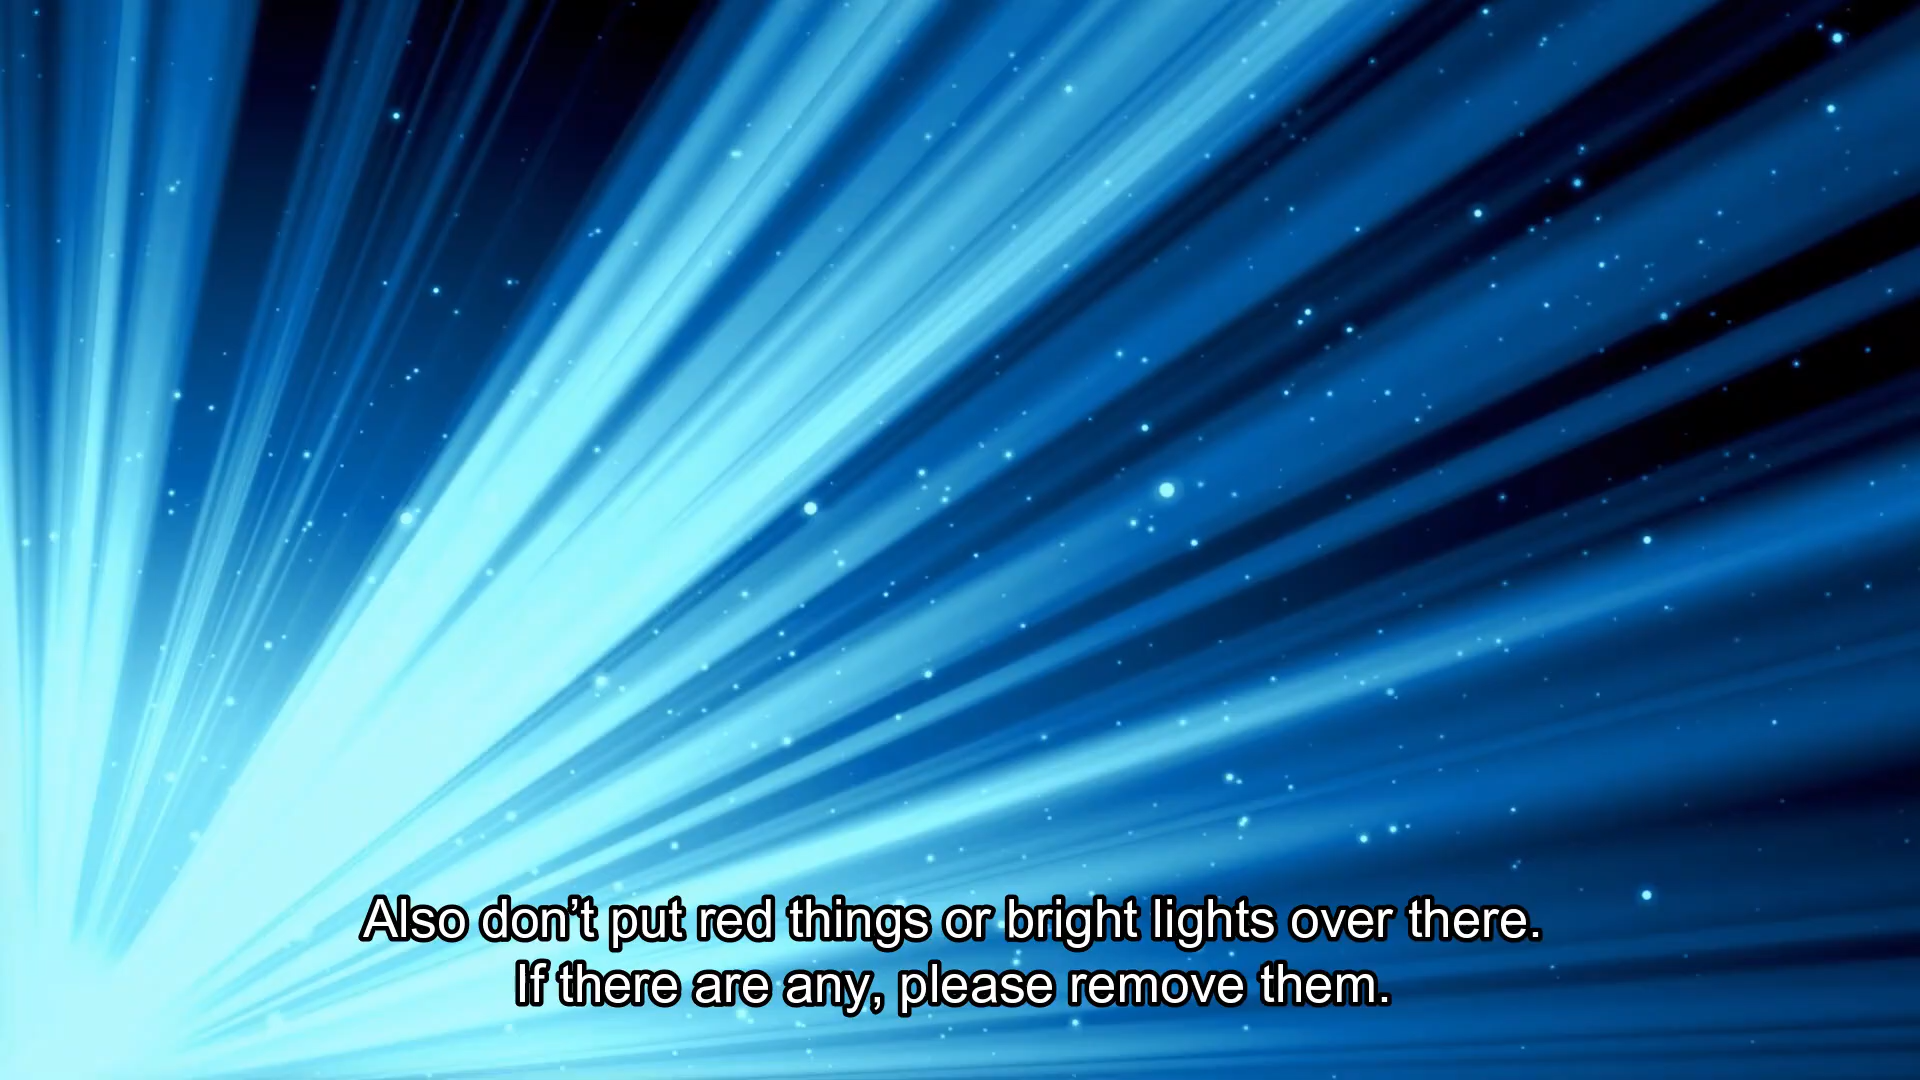 Also don’t put red things or bright lights over there.
If there are any, please remove them.